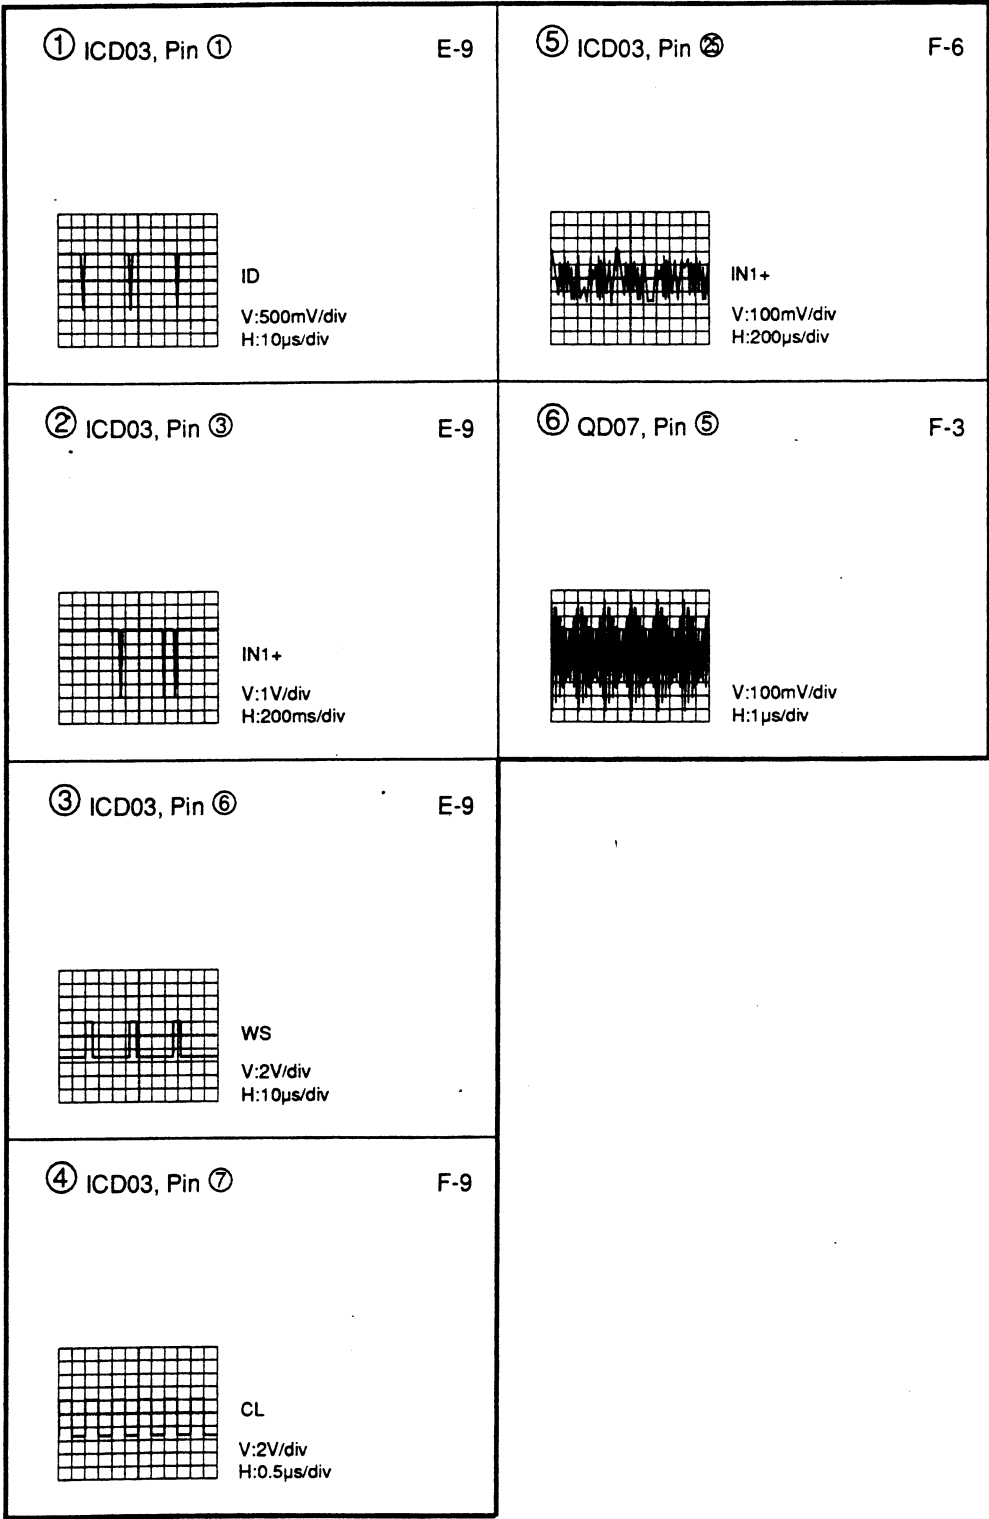 ① ICD03, Pin ① E-9
ID
V:500mV/div
H:10µs/div
② ICD03, Pin ③ E-9
IN1+
V:1V/div
H:200ms/div
③ ICD03, Pin ⑥ E-9
WS
V:2V/div
H:10µs/div
④ ICD03, Pin ⑦ F-9
CL
V:2V/div
H:0.5µs/div
⑤ ICD03, Pin ㉕ F-6
IN1+
V:100mV/div
H:200µs/div
⑥ QD07, Pin ⑤ F-3
V:100mV/div
H:1µs/div